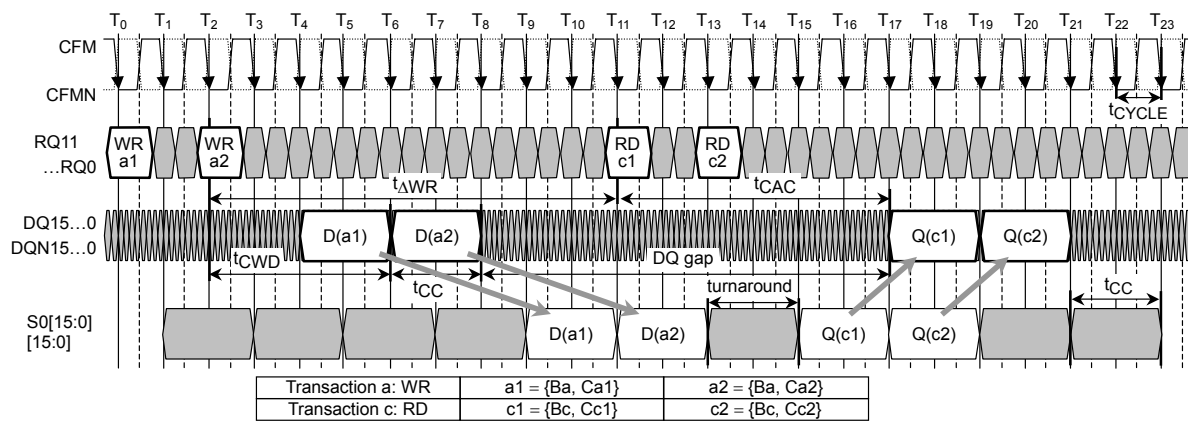 T0 T1 T2 T3 T4 T5 T6 T7 T8 T9 T10 T11 T12 T13 T14 T15 T16 T17 T18 T19 T20 T21 T22 T23
CFM
CFMN
tCYCLE
RQ11
…RQ0
WR a1
WR a2
RD c1
RD c2
tΔWR
tCAC
DQ15…0
DQN15…0
D(a1)
D(a2)
Q(c1)
Q(c2)
tCWD
tCC
DQ gap
turnaround
tCC
S0[15:0]
[15:0]
D(a1)
D(a2)
Q(c1)
Q(c2)
Transaction a: WR a1 = {Ba, Ca1} a2 = {Ba, Ca2}
Transaction c: RD c1 = {Bc, Cc1} c2 = {Bc, Cc2}